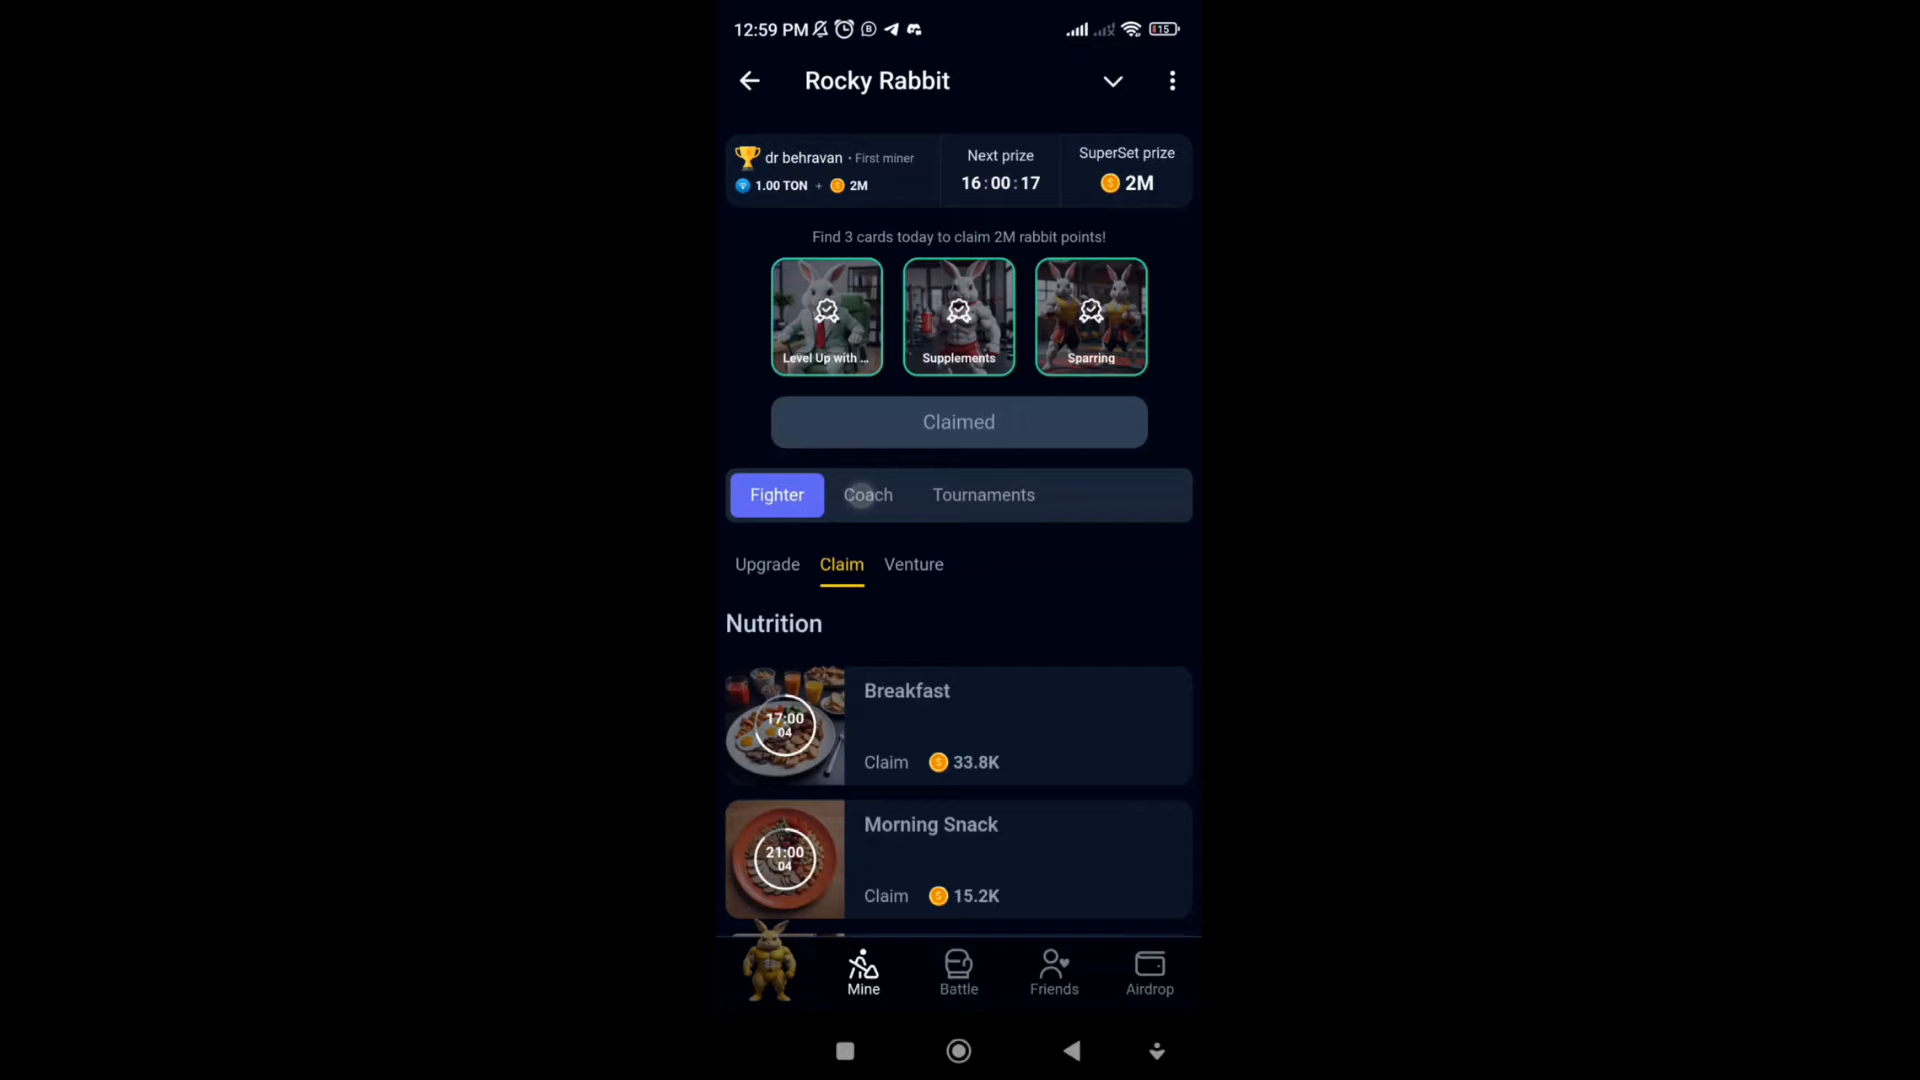 12:59 PM
15
Rocky Rabbit
dr behravan • First miner
1.00 TON + 2M
Next prize
16:00:17
SuperSet prize
2M
Find 3 cards today to claim 2M rabbit points!
Level Up with ...
Supplements
Sparring
Claimed
Fighter
Coach
Tournaments
Upgrade
Claim
Venture
Nutrition
Breakfast
17:00
04
Claim 33.8K
Morning Snack
21:00
04
Claim 15.2K
Mine
Battle
Friends
Airdrop